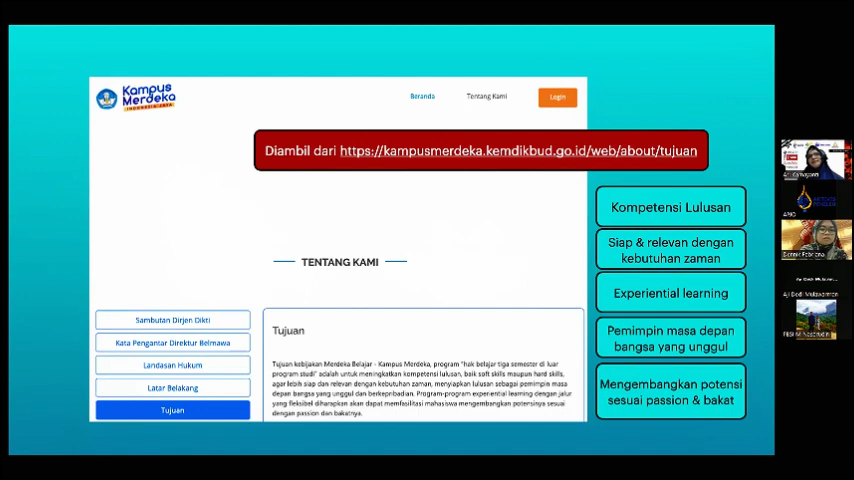 Kampus
Merdeka
INDONESIA JAYA
Beranda
Tentang Kami
Login
Diambil dari https://kampusmerdeka.kemdikbud.go.id/web/about/tujuan
Kompetensi Lulusan
Siap & relevan dengan
kebutuhan zaman
Experiential learning
Pemimpin masa depan
bangsa yang unggul
Mengembangkan potensi
sesuai passion & bakat
TENTANG KAMI
Sambutan Dirjen Dikti
Kata Pengantar Direktur Belmawa
Landasan Hukum
Latar Belakang
Tujuan
Tujuan
Tujuan kebijakan Merdeka Belajar - Kampus Merdeka, program "hak belajar tiga semester di luar
program studi" adalah untuk meningkatkan kompetensi lulusan, baik soft skills maupun hard skills,
agar lebih siap dan relevan dengan kebutuhan zaman, menyiapkan lulusan sebagai pemimpin masa
depan bangsa yang unggul dan berkepribadian. Program-program experiential learning dengan jalur
yang fleksibel diharapkan akan dapat memfasilitasi mahasiswa mengembangkan potensinya sesuai
dengan passion dan bakatnya.
Aji Dedi Mulawarman